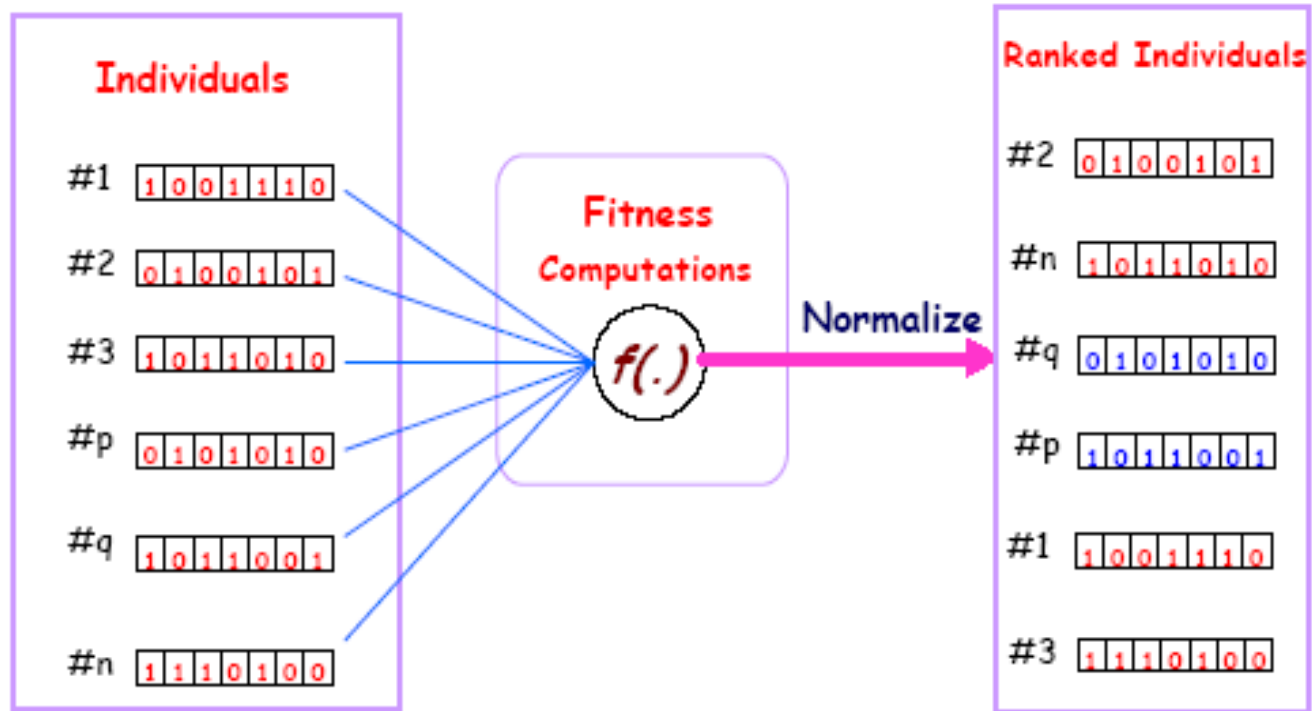 Individuals
#1 1 0 0 1 1 1 0
#2 0 1 0 0 1 0 1
#3 1 0 1 1 0 1 0
#p 0 1 0 1 0 1 0
#q 1 0 1 1 0 0 1
#n 1 1 1 0 1 0 0
Fitness
Computations
f(.)
Normalize
Ranked Individuals
#2 0 1 0 0 1 0 1
#n 1 0 1 1 0 1 0
#q 0 1 0 1 0 1 0
#p 1 0 1 1 0 0 1
#1 1 0 0 1 1 1 0
#3 1 1 1 0 1 0 0